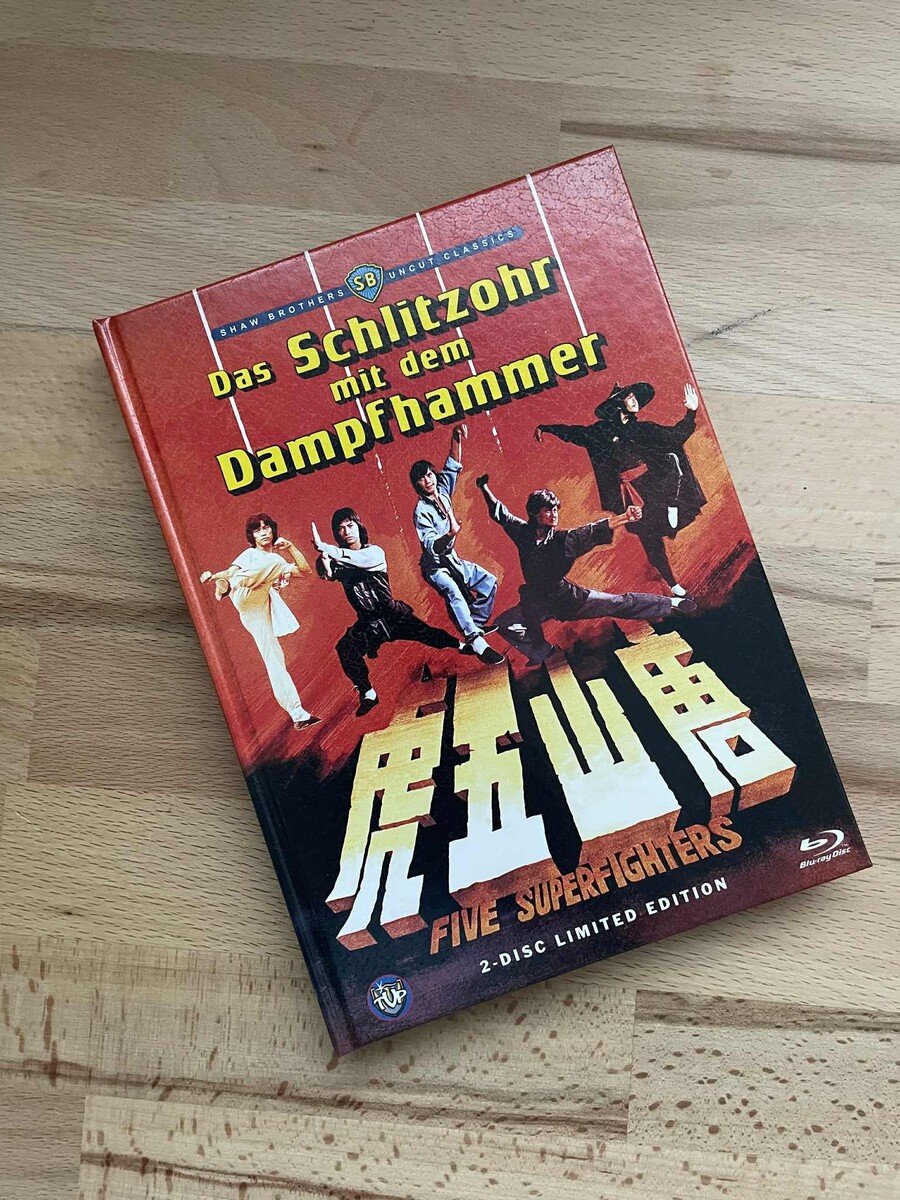 SHAW BROTHERS SB UNCUT CLASSICS
Das Schlitzohr
mit dem
Dampfhammer
唐山五虎
FIVE SUPERFIGHTERS
2-DISC LIMITED EDITION
Blu-ray Disc
TVP